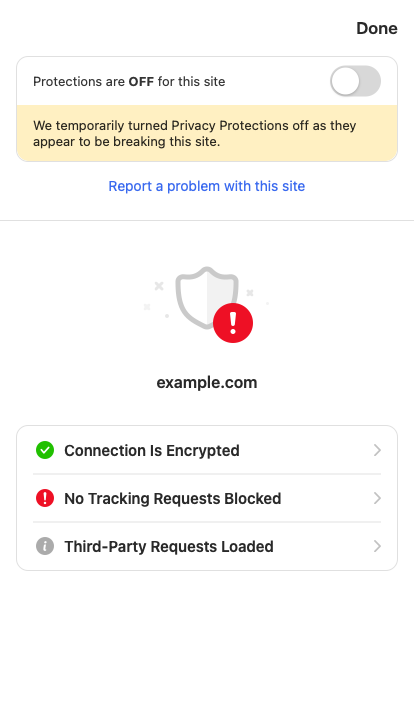 Done
Protections are OFF for this site
We temporarily turned Privacy Protections off as they
appear to be breaking this site.
Report a problem with this site
example.com
Connection Is Encrypted
No Tracking Requests Blocked
Third-Party Requests Loaded